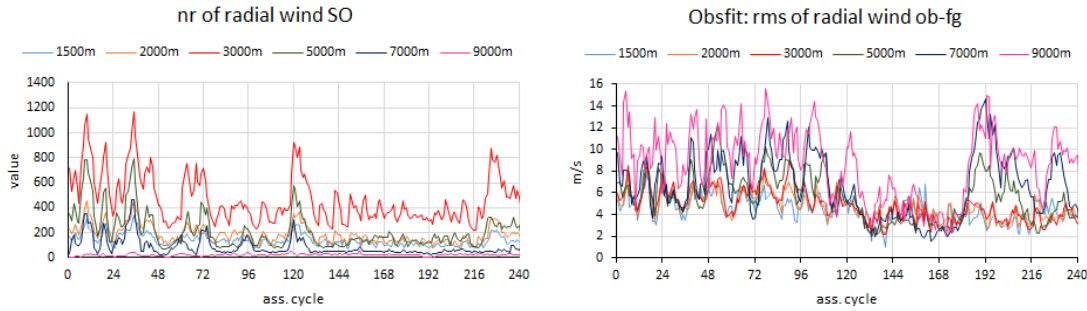 nr of radial wind SO
1500m 2000m 3000m 5000m 7000m 9000m
1400
1200
1000
800
600
400
200
0
value
0 24 48 72 96 120 144 168 192 216 240
ass. cycle
Obsfit: rms of radial wind ob-fg
1500m 2000m 3000m 5000m 7000m 9000m
16
14
12
10
8
6
4
2
0
m/s
0 24 48 72 96 120 144 168 192 216 240
ass. cycle